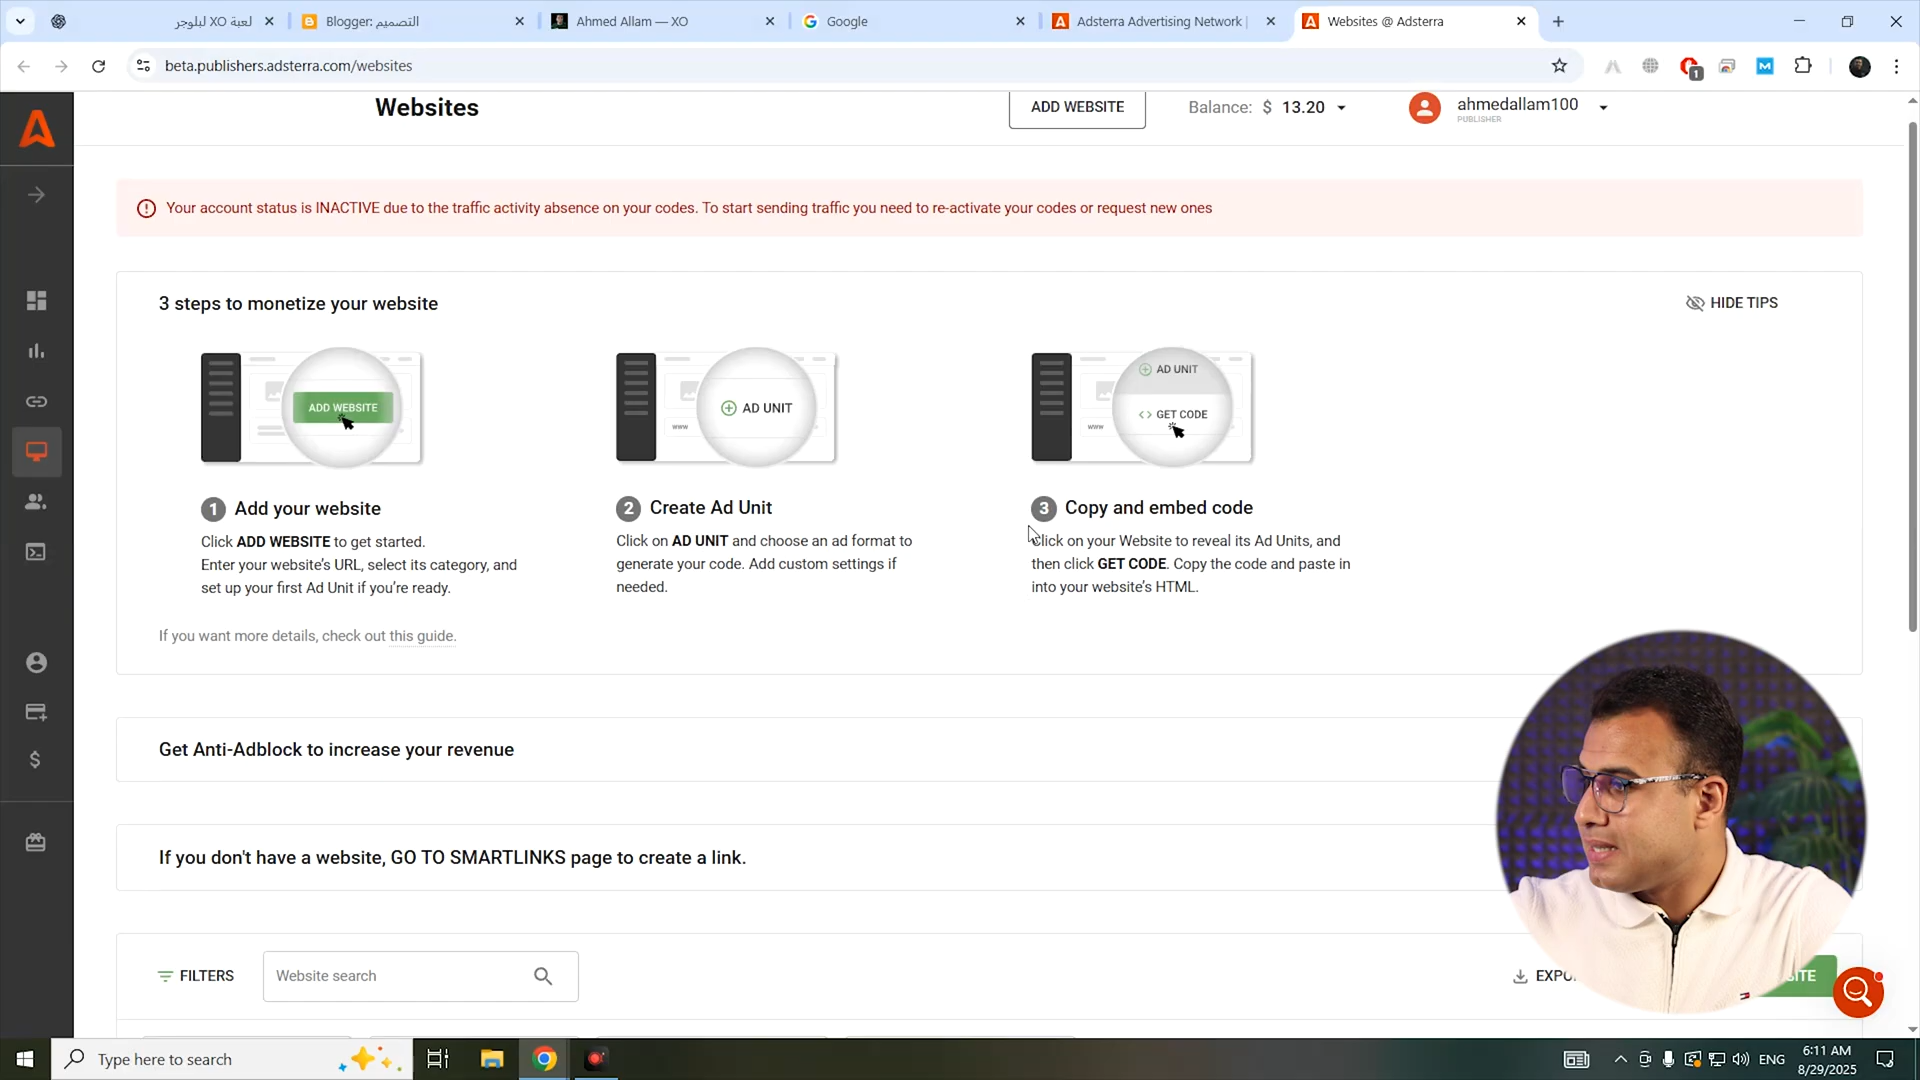 لعبة XO لبلوجر
Blogger: التصميم
Ahmed Allam — XO
Google
Adsterra Advertising Network |
Websites @ Adsterra
beta.publishers.adsterra.com/websites
1
Websites
ADD WEBSITE
Balance: $ 13.20
ahmedallam100
PUBLISHER
Your account status is INACTIVE due to the traffic activity absence on your codes. To start sending traffic you need to re-activate your codes or request new ones
3 steps to monetize your website
HIDE TIPS
ADD WEBSITE
AD UNIT
www
AD UNIT
GET CODE
www
1 Add your website
Click ADD WEBSITE to get started.
Enter your website's URL, select its category, and
set up your first Ad Unit if you're ready.
2 Create Ad Unit
Click on AD UNIT and choose an ad format to
generate your code. Add custom settings if
needed.
3 Copy and embed code
Click on your Website to reveal its Ad Units, and
then click GET CODE. Copy the code and paste in
into your website's HTML.
If you want more details, check out this guide.
Get Anti-Adblock to increase your revenue
If you don't have a website, GO TO SMARTLINKS page to create a link.
FILTERS
Website search
Type here to search
ENG
6:11 AM
8/29/2025